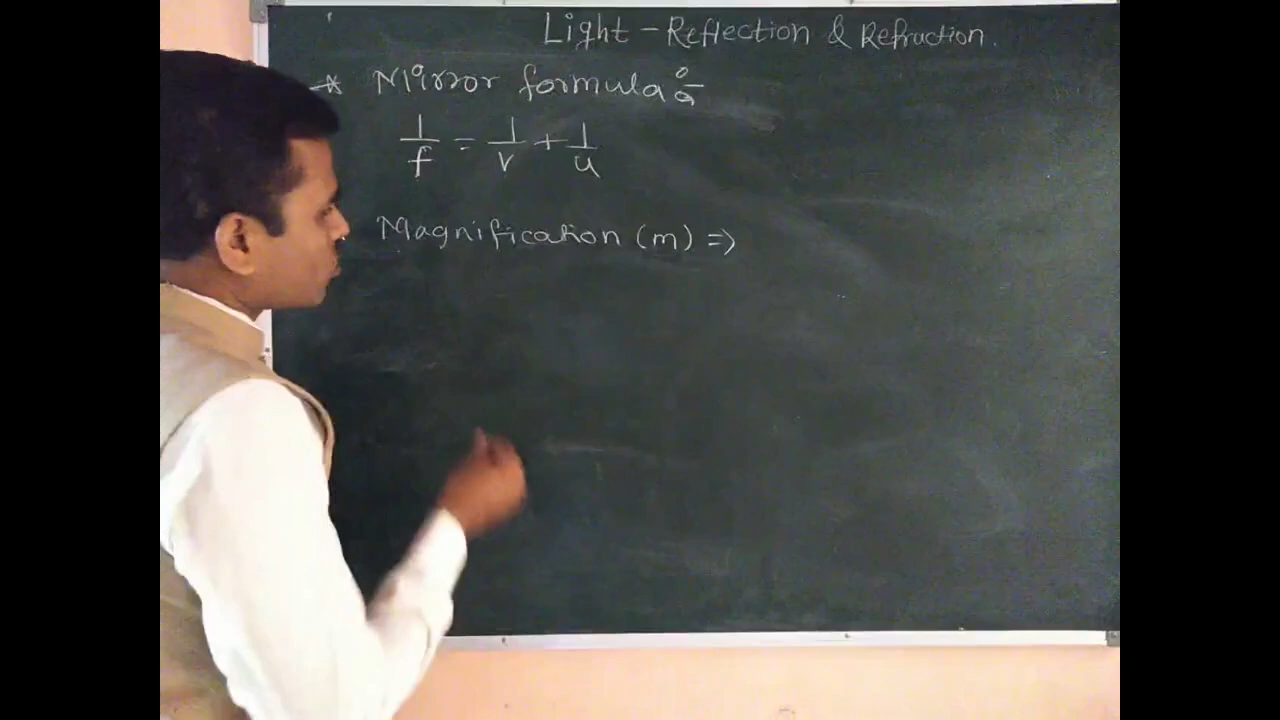 Light - Reflection & Refraction.
* Mirror formula :-
1/f = 1/v + 1/u
Magnification (m) ⇒